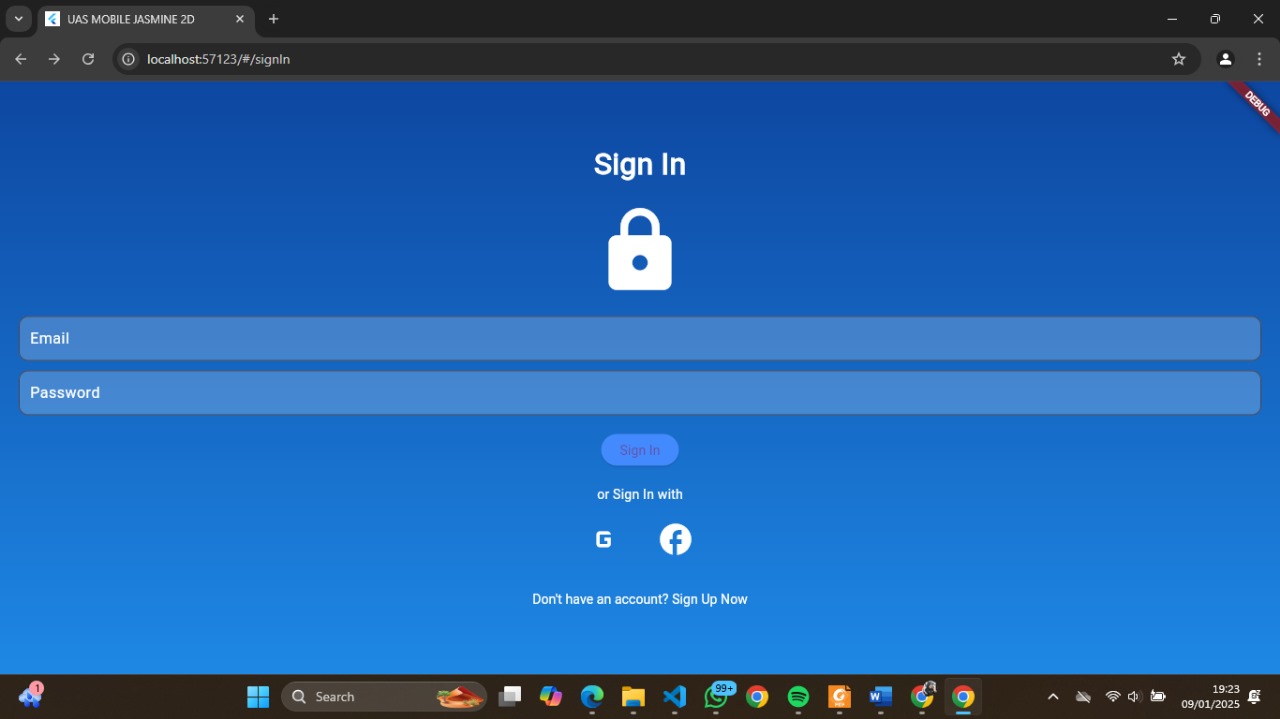 UAS MOBILE JASMINE 2D
localhost:57123/#/signIn
DEBUG
Sign In
Email
Password
Sign In
or Sign In with
G
Don't have an account? Sign Up Now
1
Search
99+
PDF
19:23
09/01/2025